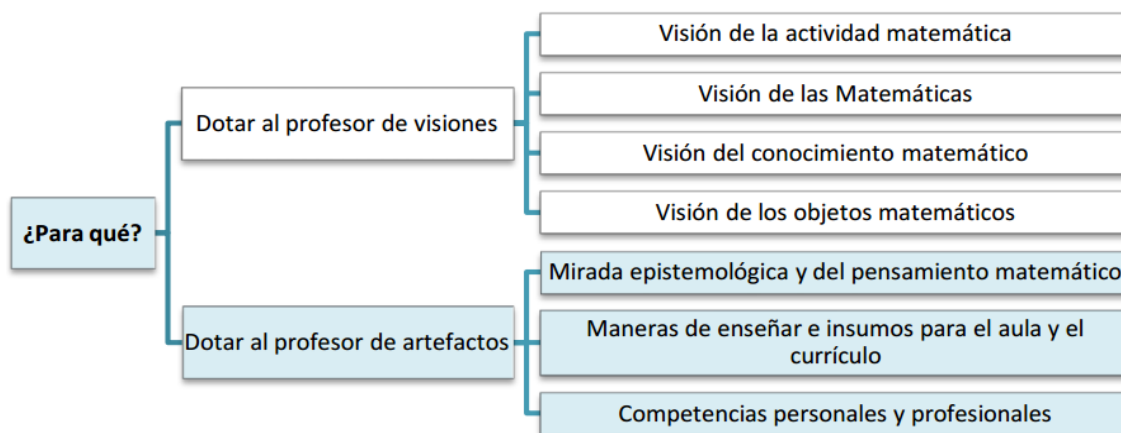 ¿Para qué?
Dotar al profesor de visiones
Visión de la actividad matemática
Visión de las Matemáticas
Visión del conocimiento matemático
Visión de los objetos matemáticos
Dotar al profesor de artefactos
Mirada epistemológica y del pensamiento matemático
Maneras de enseñar e insumos para el aula y el
currículo
Competencias personales y profesionales